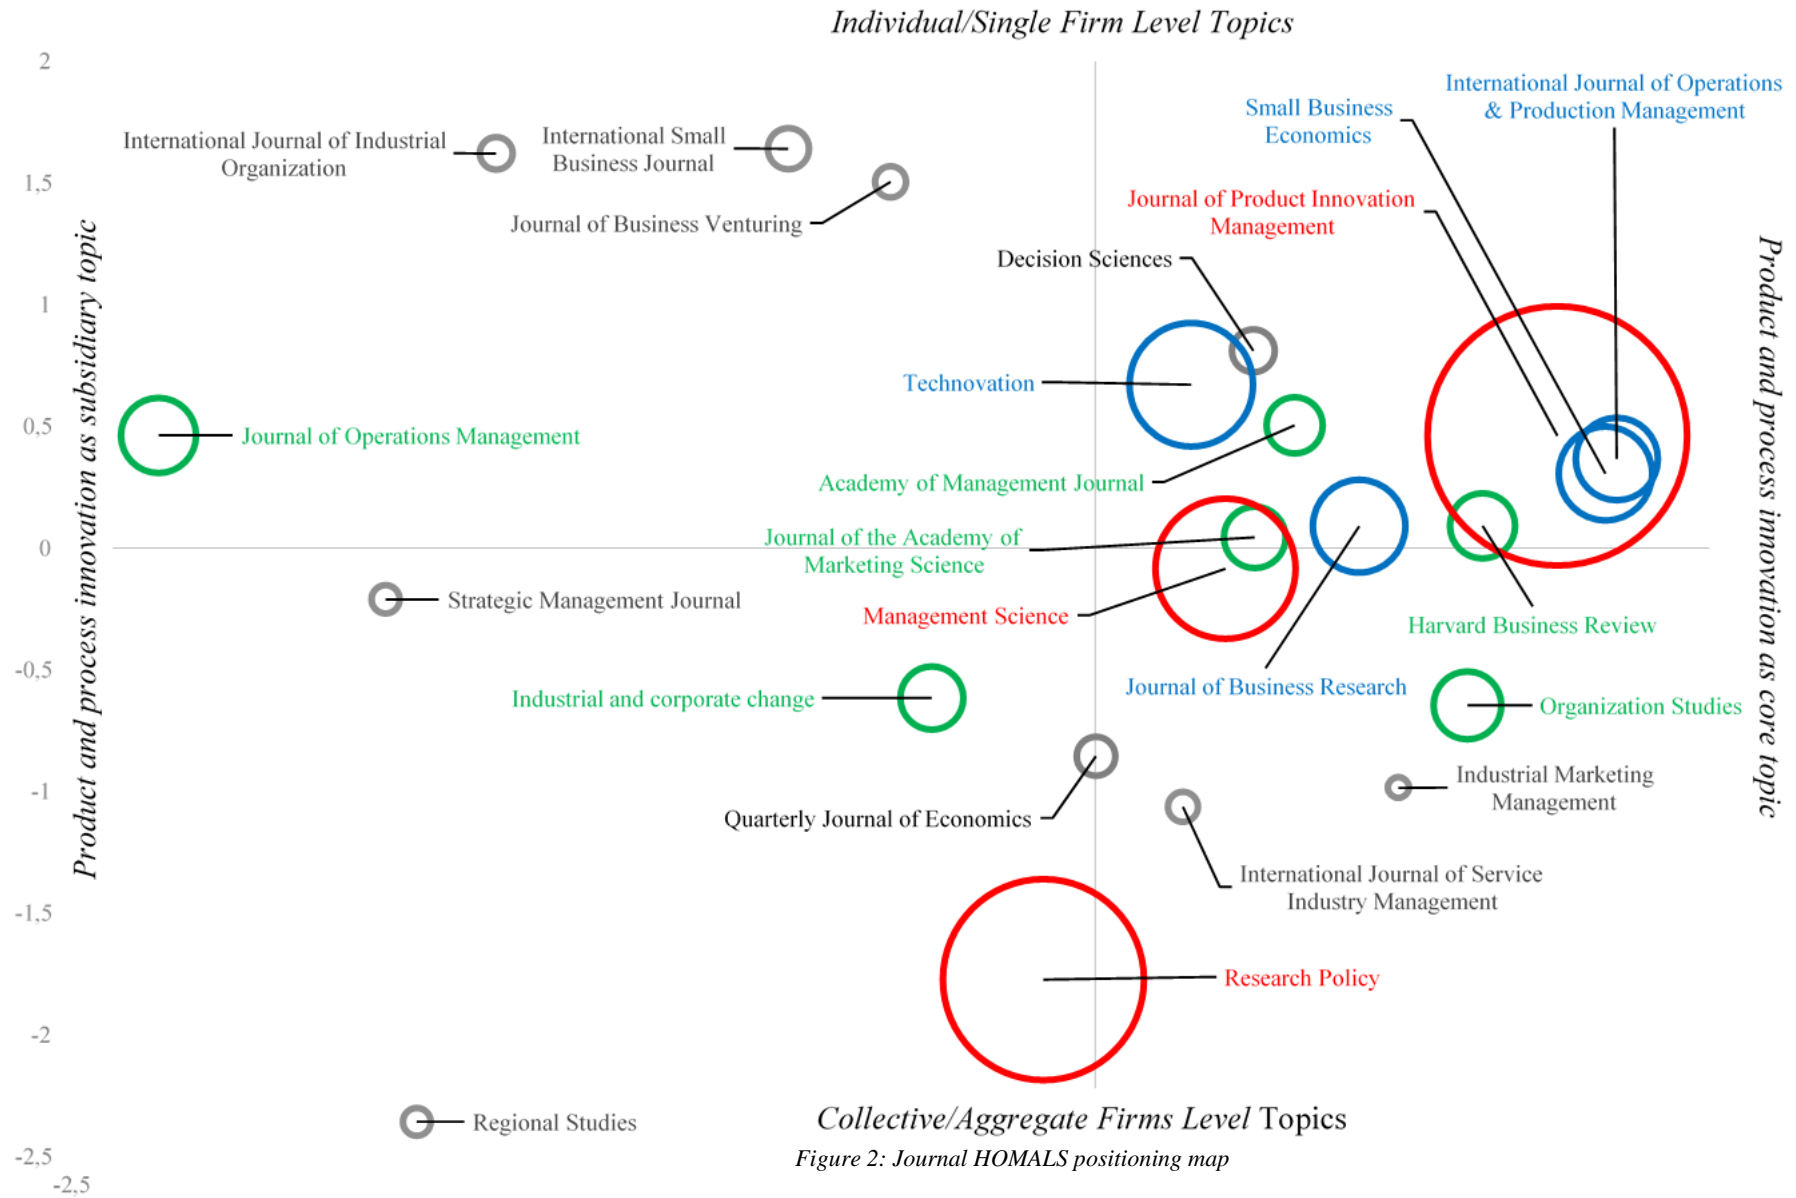 Individual/Single Firm Level Topics
2
International Journal of Operations
& Production Management
Small Business
Economics
International Journal of Industrial
Organization
International Small
Business Journal
1,5
Journal of Business Venturing
Journal of Product Innovation
Management
Decision Sciences
Product and process innovation as subsidiary topic
Product and process innovation as core topic
1
Technovation
0,5
Journal of Operations Management
Academy of Management Journal
Journal of the Academy of
Marketing Science
0
Strategic Management Journal
Management Science
Harvard Business Review
-0,5
Industrial and corporate change
Journal of Business Research
Organization Studies
-1
Industrial Marketing
Management
Quarterly Journal of Economics
International Journal of Service
Industry Management
-1,5
Research Policy
-2
Regional Studies
Collective/Aggregate Firms Level Topics
-2,5
Figure 2: Journal HOMALS positioning map
-2,5